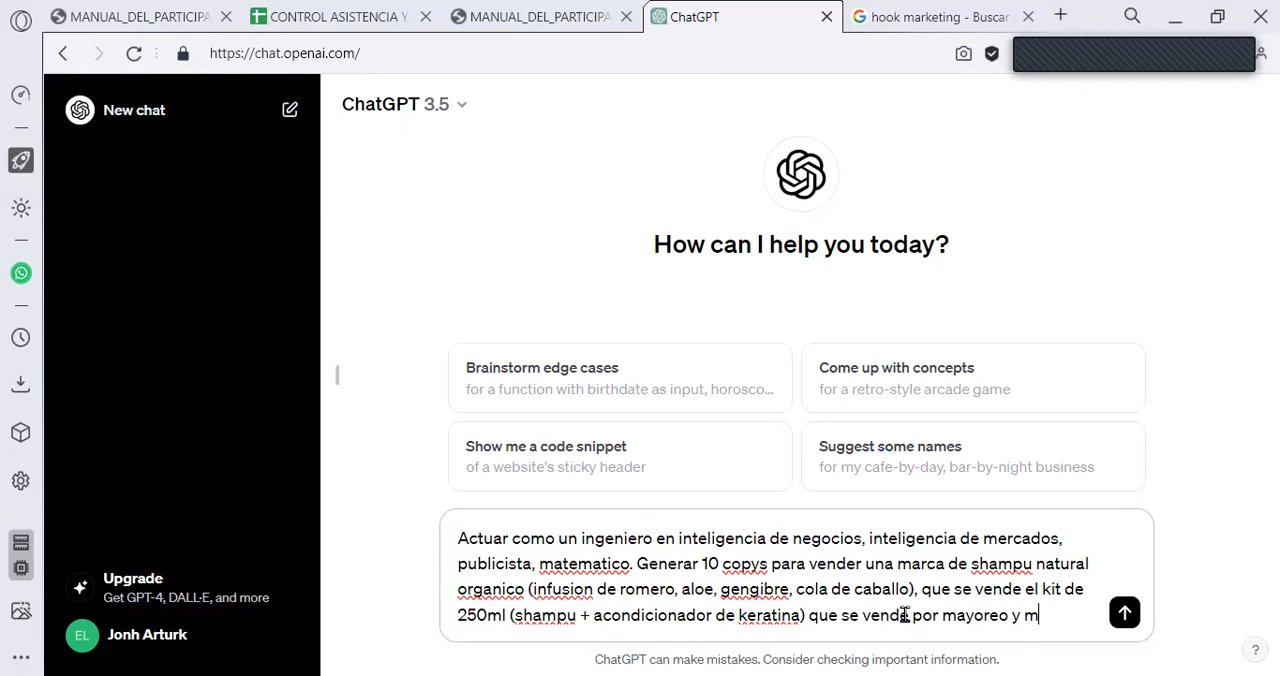 MANUAL_DEL_PARTICIPA
CONTROL ASISTENCIA Y
MANUAL_DEL_PARTICIPA
ChatGPT
hook marketing - Buscar
https://chat.openai.com/
New chat
ChatGPT 3.5
How can I help you today?
Brainstorm edge cases
for a function with birthdate as input, horosco...
Come up with concepts
for a retro-style arcade game
Show me a code snippet
of a website's sticky header
Suggest some names
for my cafe-by-day, bar-by-night business
Actuar como un ingeniero en inteligencia de negocios, inteligencia de mercados,
publicista, matematico. Generar 10 copys para vender una marca de shampu natural
organico (infusion de romero, aloe, gengibre, cola de caballo), que se vende el kit de
250ml (shampu + acondicionador de keratina) que se vende por mayoreo y m
Upgrade
Get GPT-4, DALL·E, and more
EL
Jonh Arturk
ChatGPT can make mistakes. Consider checking important information.
?